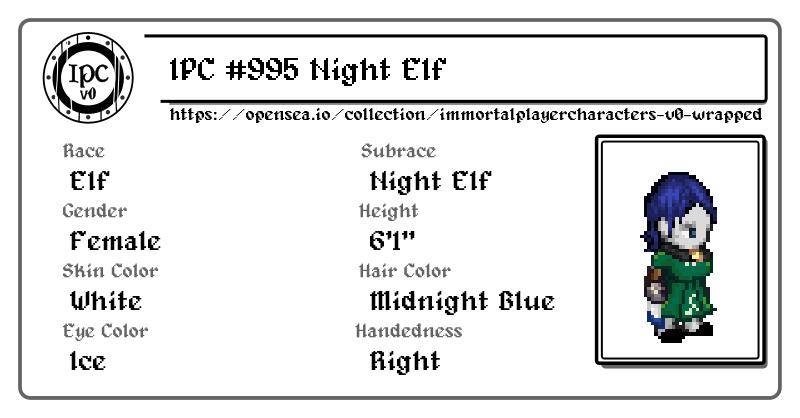 IPC v0
IPC #995 Night Elf
https://opensea.io/collection/immortalplayercharacters-v0-wrapped
Race
Subrace
Elf
Night Elf
Gender
Height
Female
6'1"
Skin Color
Hair Color
White
Midnight Blue
Eye Color
Handedness
Ice
Right